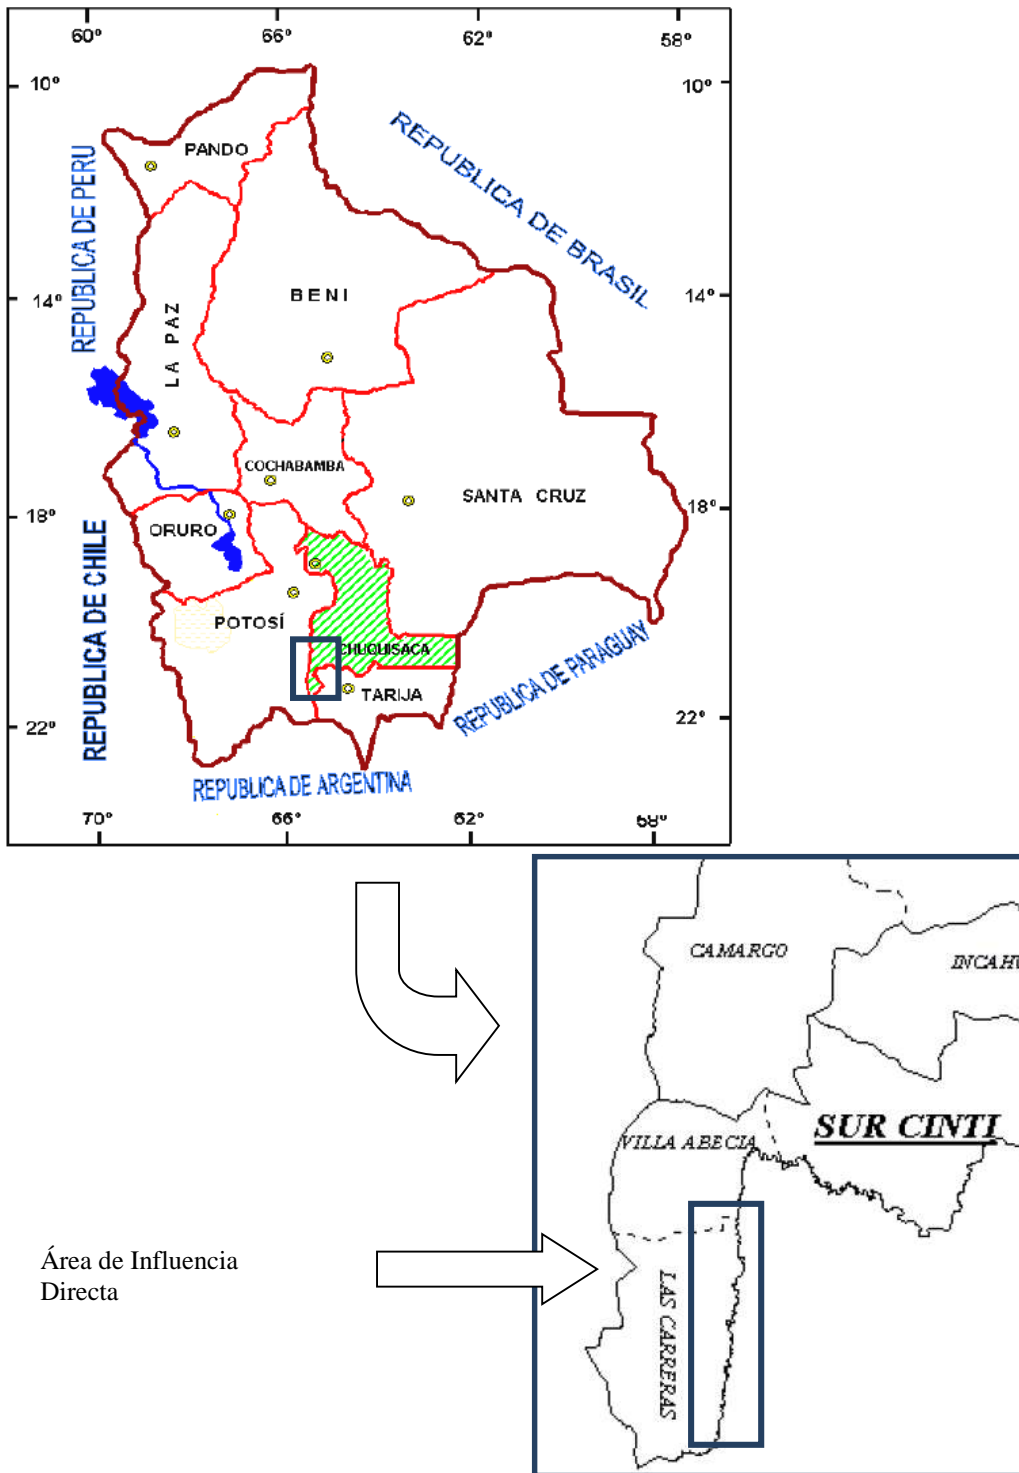 60º 66º 62º 58º
10º 10º
REPUBLICA DE BRASIL
PANDO
REPUBLICA DE PERU
14º 14º
BENI
LA PAZ
COCHABAMBA
SANTA CRUZ
18º 18º
ORURO
REPUBLICA DE CHILE
POTOSÍ
CHUQUISACA
REPUBLICA DE PARAGUAY
TARIJA
22º 22º
REPUBLICA DE ARGENTINA
70º 66º 62º 58º
CAMARGO
INCAHU
SUR CINTI
VILLA ABECIA
Área de Influencia
Directa
LAS CARRERAS